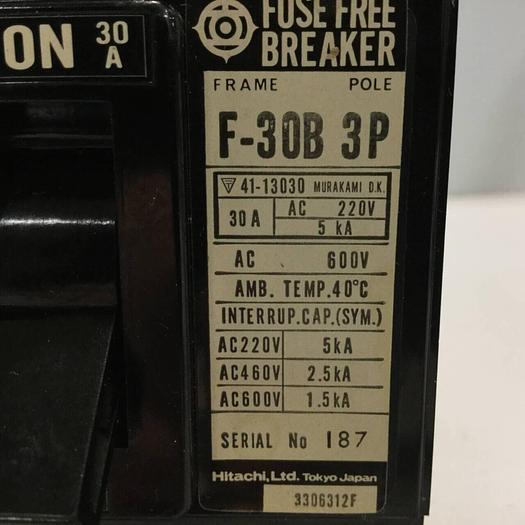 ON 30 A
FUSE FREE
BREAKER
FRAME POLE
F-30B 3P
41-13030 MURAKAMI D.K.
30A AC 220V
5 kA
AC 600V
AMB. TEMP. 40°C
INTERRUP.CAP.(SYM.)
AC220V 5kA
AC460V 2.5kA
AC600V 1.5kA
SERIAL No 187
Hitachi, Ltd. Tokyo Japan
3306312F